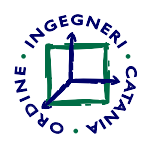 ORDINE • INGEGNERI • CATANIA •